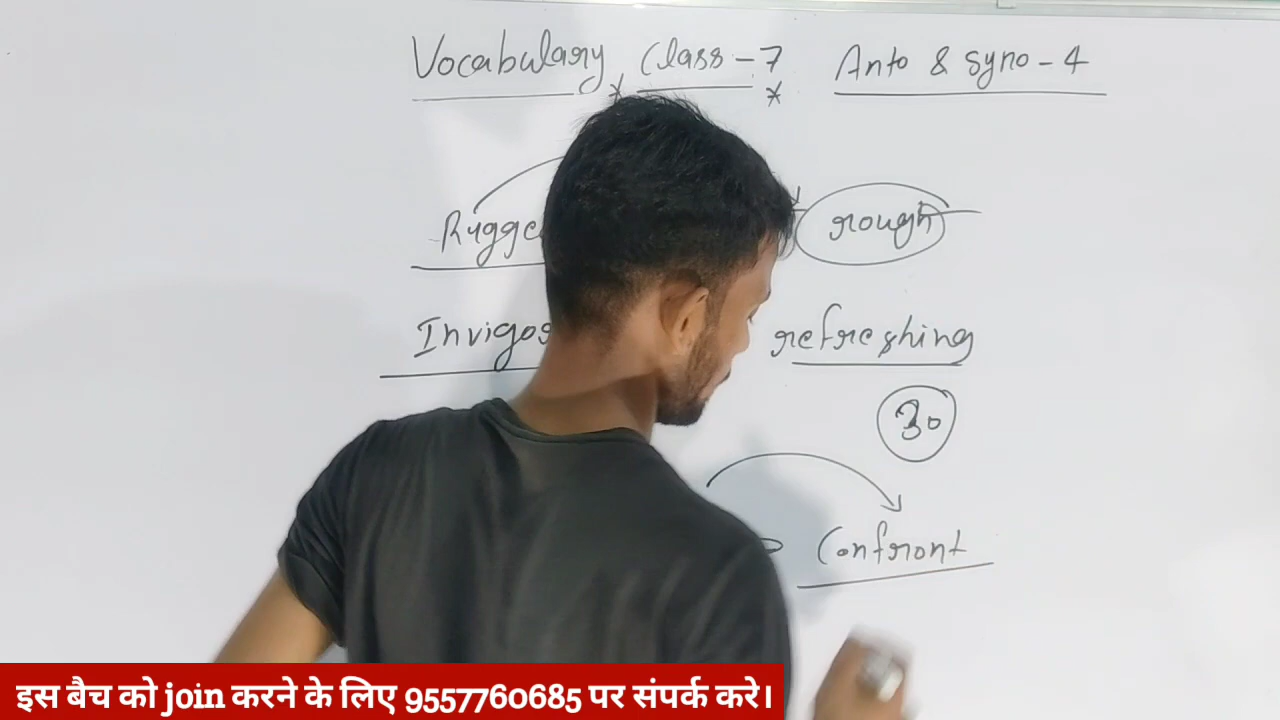 Vocabulary Class-7 Anto & Syno-4
rough
refreshing
30
Confront
इस बैच को join करने के लिए 9557760685 पर संपर्क करे।